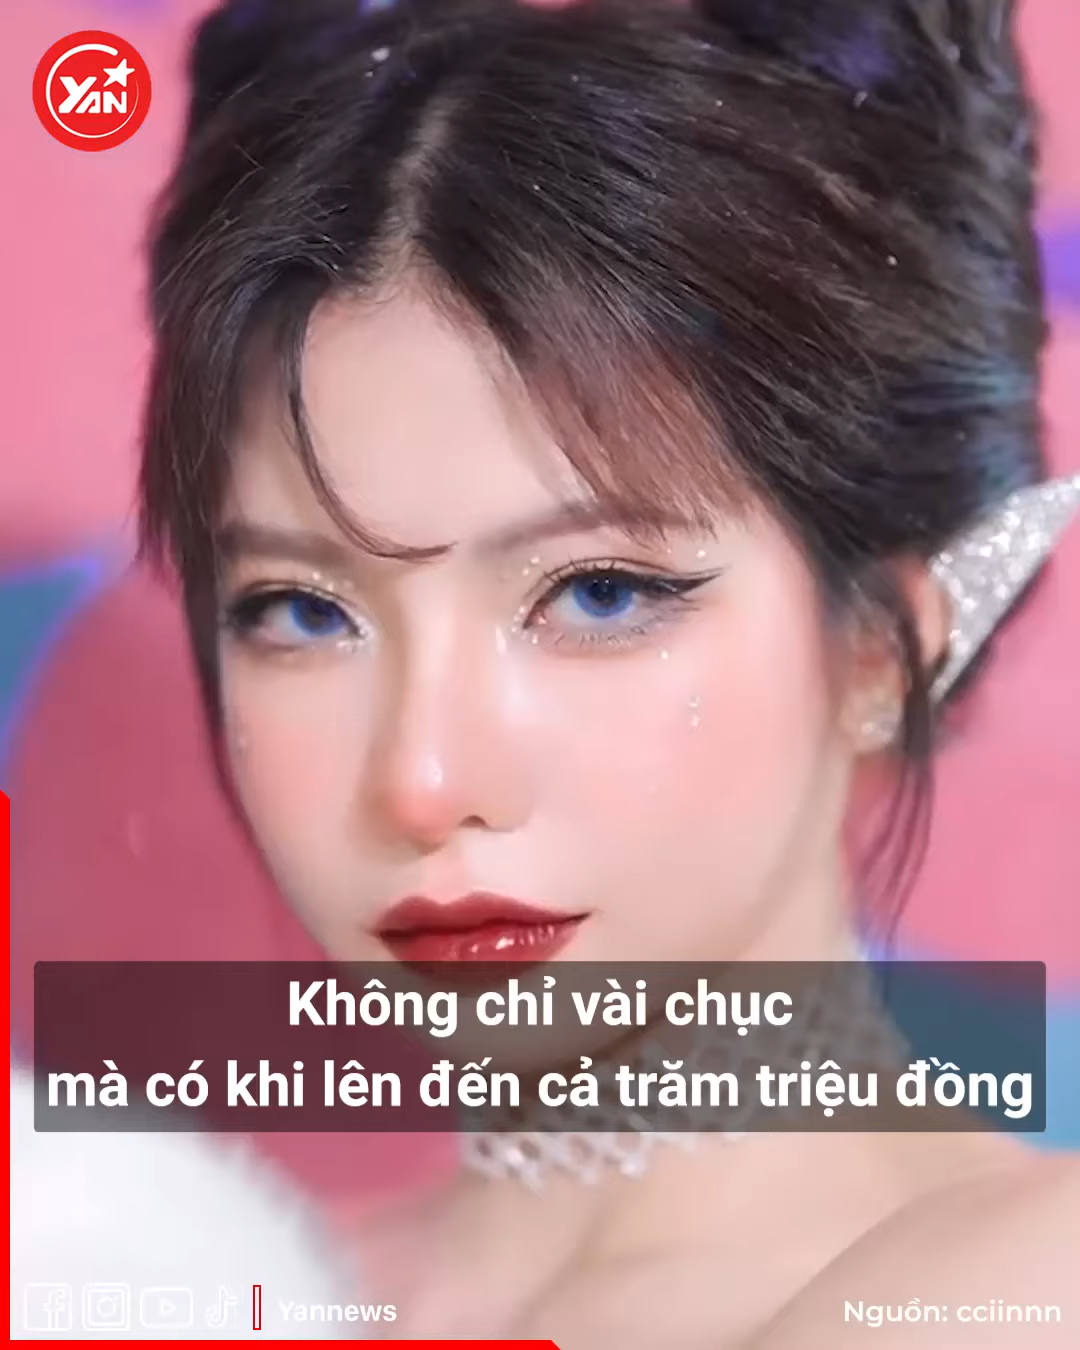 YAN
Không chỉ vài chục
mà có khi lên đến cả trăm triệu đồng
Yannews
Nguồn: cciinnn